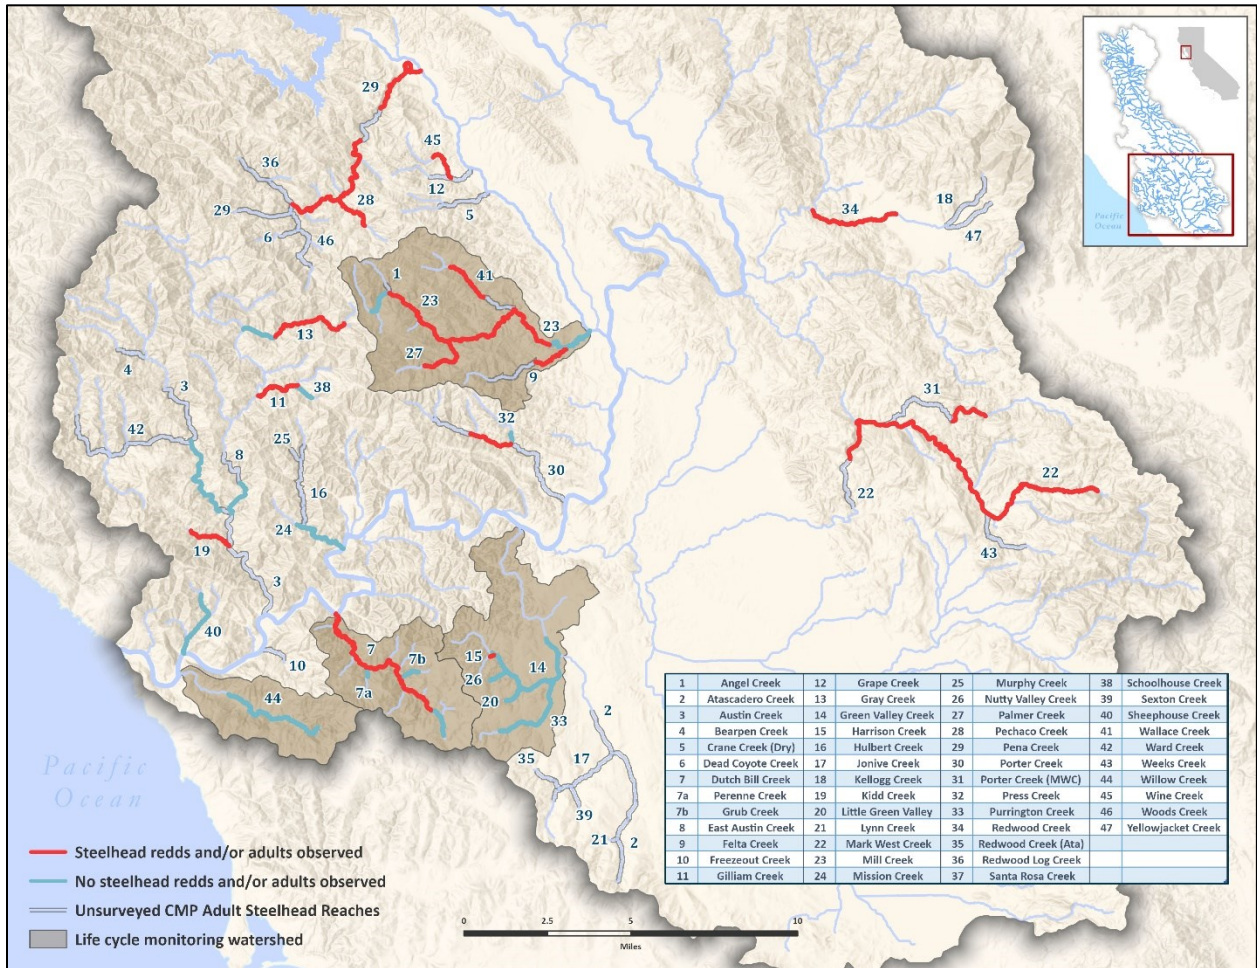 29
45
36
12
28
29
5
6
46
34
18
47
1
41
23
23
13
27
9
4
3
11
38
31
32
42
25
8
30
22
22
16
24
43
19
3
40
7
7b
15
14
10
7a
26
20
44
33
2
35
17
39
21
2
Pacific
Ocean
Pacific
Ocean
1 Angel Creek 12 Grape Creek 25 Murphy Creek 38 Schoolhouse Creek
2 Atascadero Creek 13 Gray Creek 26 Nutty Valley Creek 39 Sexton Creek
3 Austin Creek 14 Green Valley Creek 27 Palmer Creek 40 Sheephouse Creek
4 Bearpen Creek 15 Harrison Creek 28 Pechaco Creek 41 Wallace Creek
5 Crane Creek (Dry) 16 Hulbert Creek 29 Pena Creek 42 Ward Creek
6 Dead Coyote Creek 17 Jonive Creek 30 Porter Creek 43 Weeks Creek
7 Dutch Bill Creek 18 Kellogg Creek 31 Porter Creek (MWC) 44 Willow Creek
7a Perenne Creek 19 Kidd Creek 32 Press Creek 45 Wine Creek
7b Grub Creek 20 Little Green Valley 33 Purrington Creek 46 Woods Creek
8 East Austin Creek 21 Lynn Creek 34 Redwood Creek 47 Yellowjacket Creek
9 Felta Creek 22 Mark West Creek 35 Redwood Creek (Ata)
10 Freezeout Creek 23 Mill Creek 36 Redwood Log Creek
11 Gilliam Creek 24 Mission Creek 37 Santa Rosa Creek
Steelhead redds and/or adults observed
No steelhead redds and/or adults observed
Unsurveyed CMP Adult Steelhead Reaches
Life cycle monitoring watershed
0 2.5 5 10
Miles